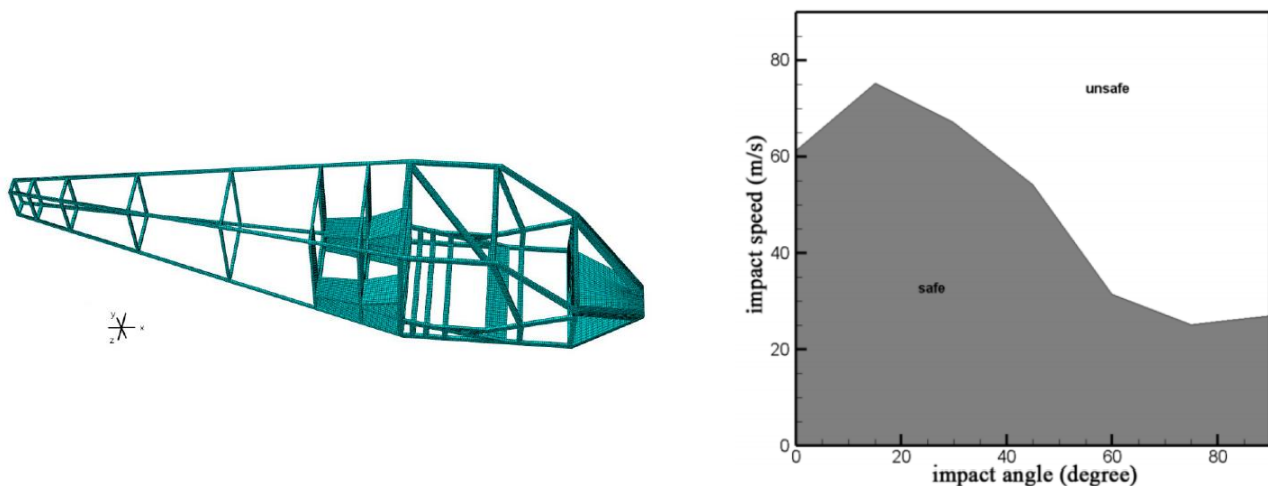 y
x
z
80
60
40
20
0
0
20
40
60
80
impact speed (m/s)
impact angle (degree)
unsafe
safe